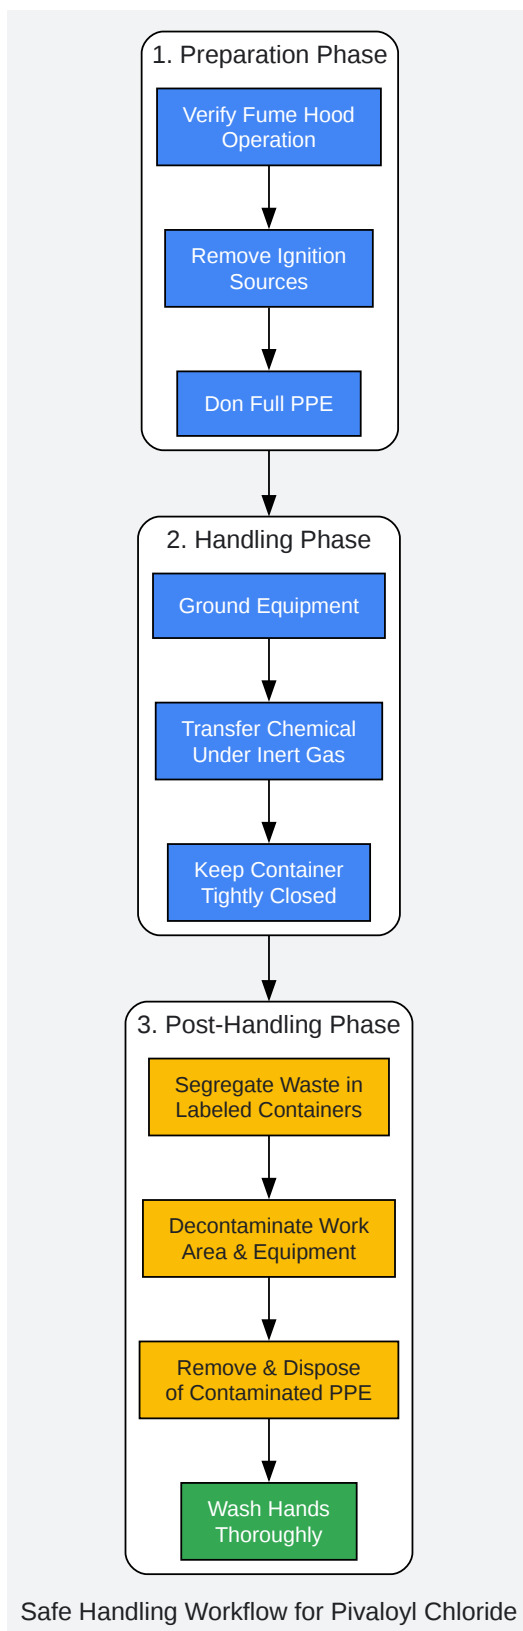 1. Preparation Phase
Verify Fume Hood
Operation
Remove Ignition
Sources
Don Full PPE
2. Handling Phase
Ground Equipment
Transfer Chemical
Under Inert Gas
Keep Container
Tightly Closed
3. Post-Handling Phase
Segregate Waste in
Labeled Containers
Decontaminate Work
Area & Equipment
Remove & Dispose
of Contaminated PPE
Wash Hands
Thoroughly
Safe Handling Workflow for Pivaloyl Chloride